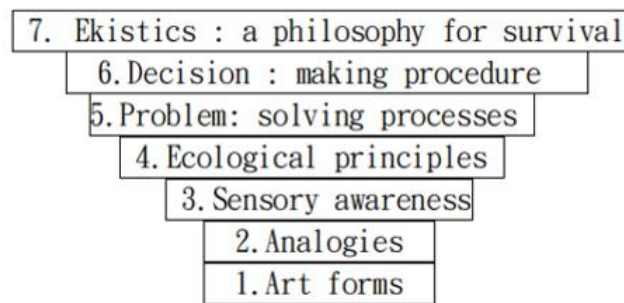 7. Ekistics : a philosophy for survival
6.Decision : making procedure
5.Problem: solving processes
4.Ecological principles
3.Sensory awareness
2.Analogies
1.Art forms